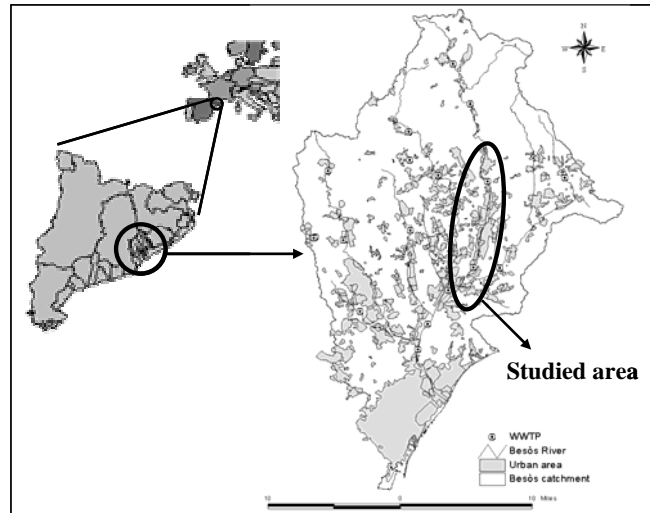 N
W E
S
Studied area
WWTP
Besòs River
Urban area
Besòs catchment
10 0 10 Miles